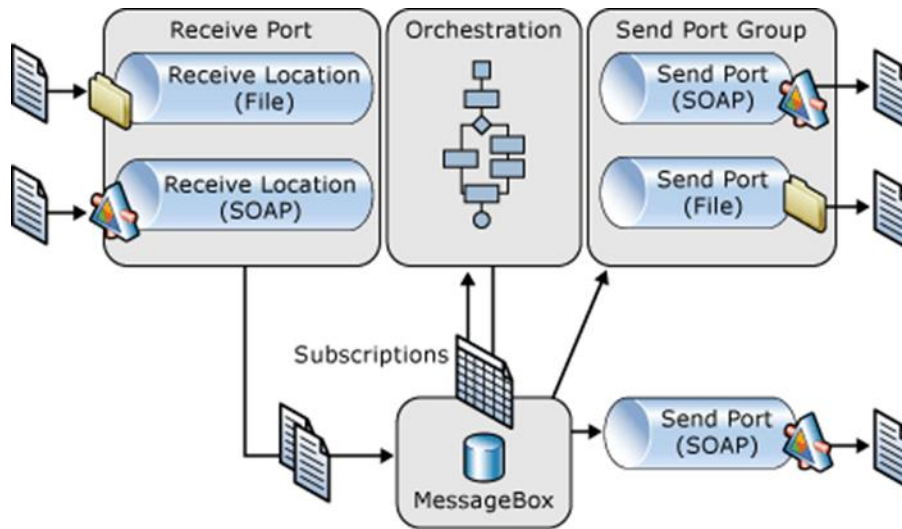 Receive Port
Receive Location
(File)
Receive Location
(SOAP)
Orchestration
Send Port Group
Send Port
(SOAP)
Send Port
(File)
Subscriptions
MessageBox
Send Port
(SOAP)